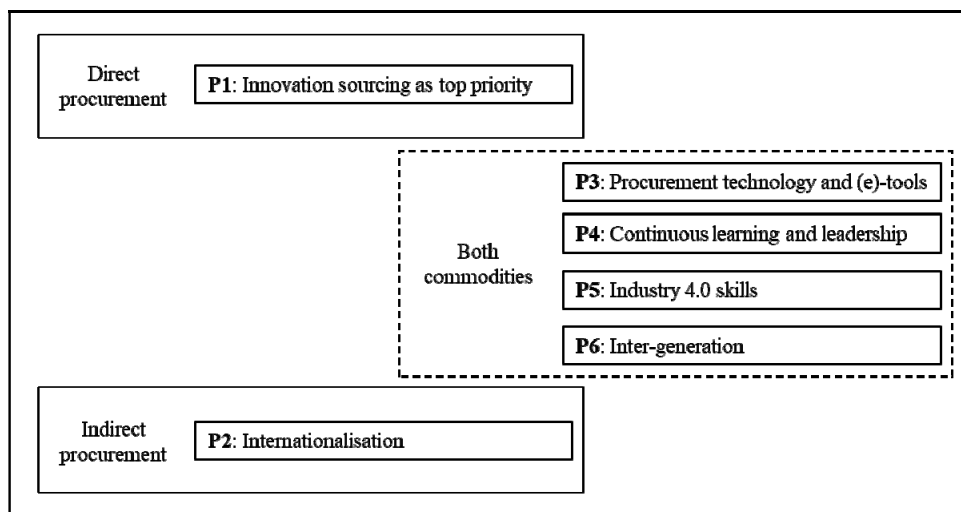 Direct
procurement
P1: Innovation sourcing as top priority
P3: Procurement technology and (e)-tools
P4: Continuous learning and leadership
Both
commodities
P5: Industry 4.0 skills
P6: Inter-generation
Indirect
procurement
P2: Internationalisation